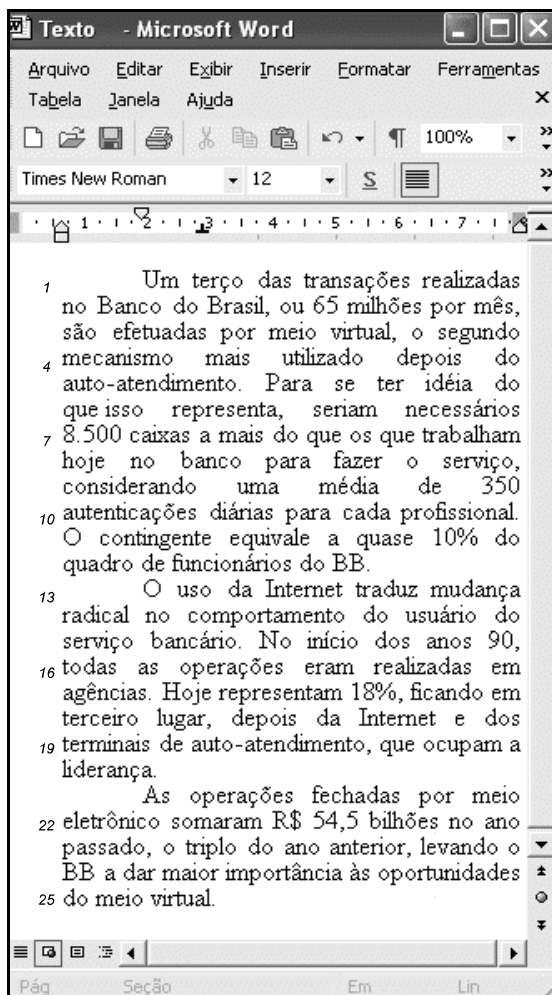 Texto - Microsoft Word
Arquivo Editar Exibir Inserir Formatar Ferramentas
Tabela Janela Ajuda
100%
Times New Roman 12 S
1 2 3 4 5 6 7 8
1 Um terço das transações realizadas
no Banco do Brasil, ou 65 milhões por mês,
são efetuadas por meio virtual, o segundo
4 mecanismo mais utilizado depois do
auto-atendimento. Para se ter idéia do
que isso representa, seriam necessários
7 8.500 caixas a mais do que os que trabalham
hoje no banco para fazer o serviço,
considerando uma média de 350
10 autenticações diárias para cada profissional.
O contingente equivale a quase 10% do
quadro de funcionários do BB.
13 O uso da Internet traduz mudança
radical no comportamento do usuário do
serviço bancário. No início dos anos 90,
16 todas as operações eram realizadas em
agências. Hoje representam 18%, ficando em
terceiro lugar, depois da Internet e dos
19 terminais de auto-atendimento, que ocupam a
liderança.
As operações fechadas por meio
22 eletrônico somaram R$ 54,5 bilhões no ano
passado, o triplo do ano anterior, levando o
BB a dar maior importância às oportunidades
25 do meio virtual.
Pág Seção Em Lin